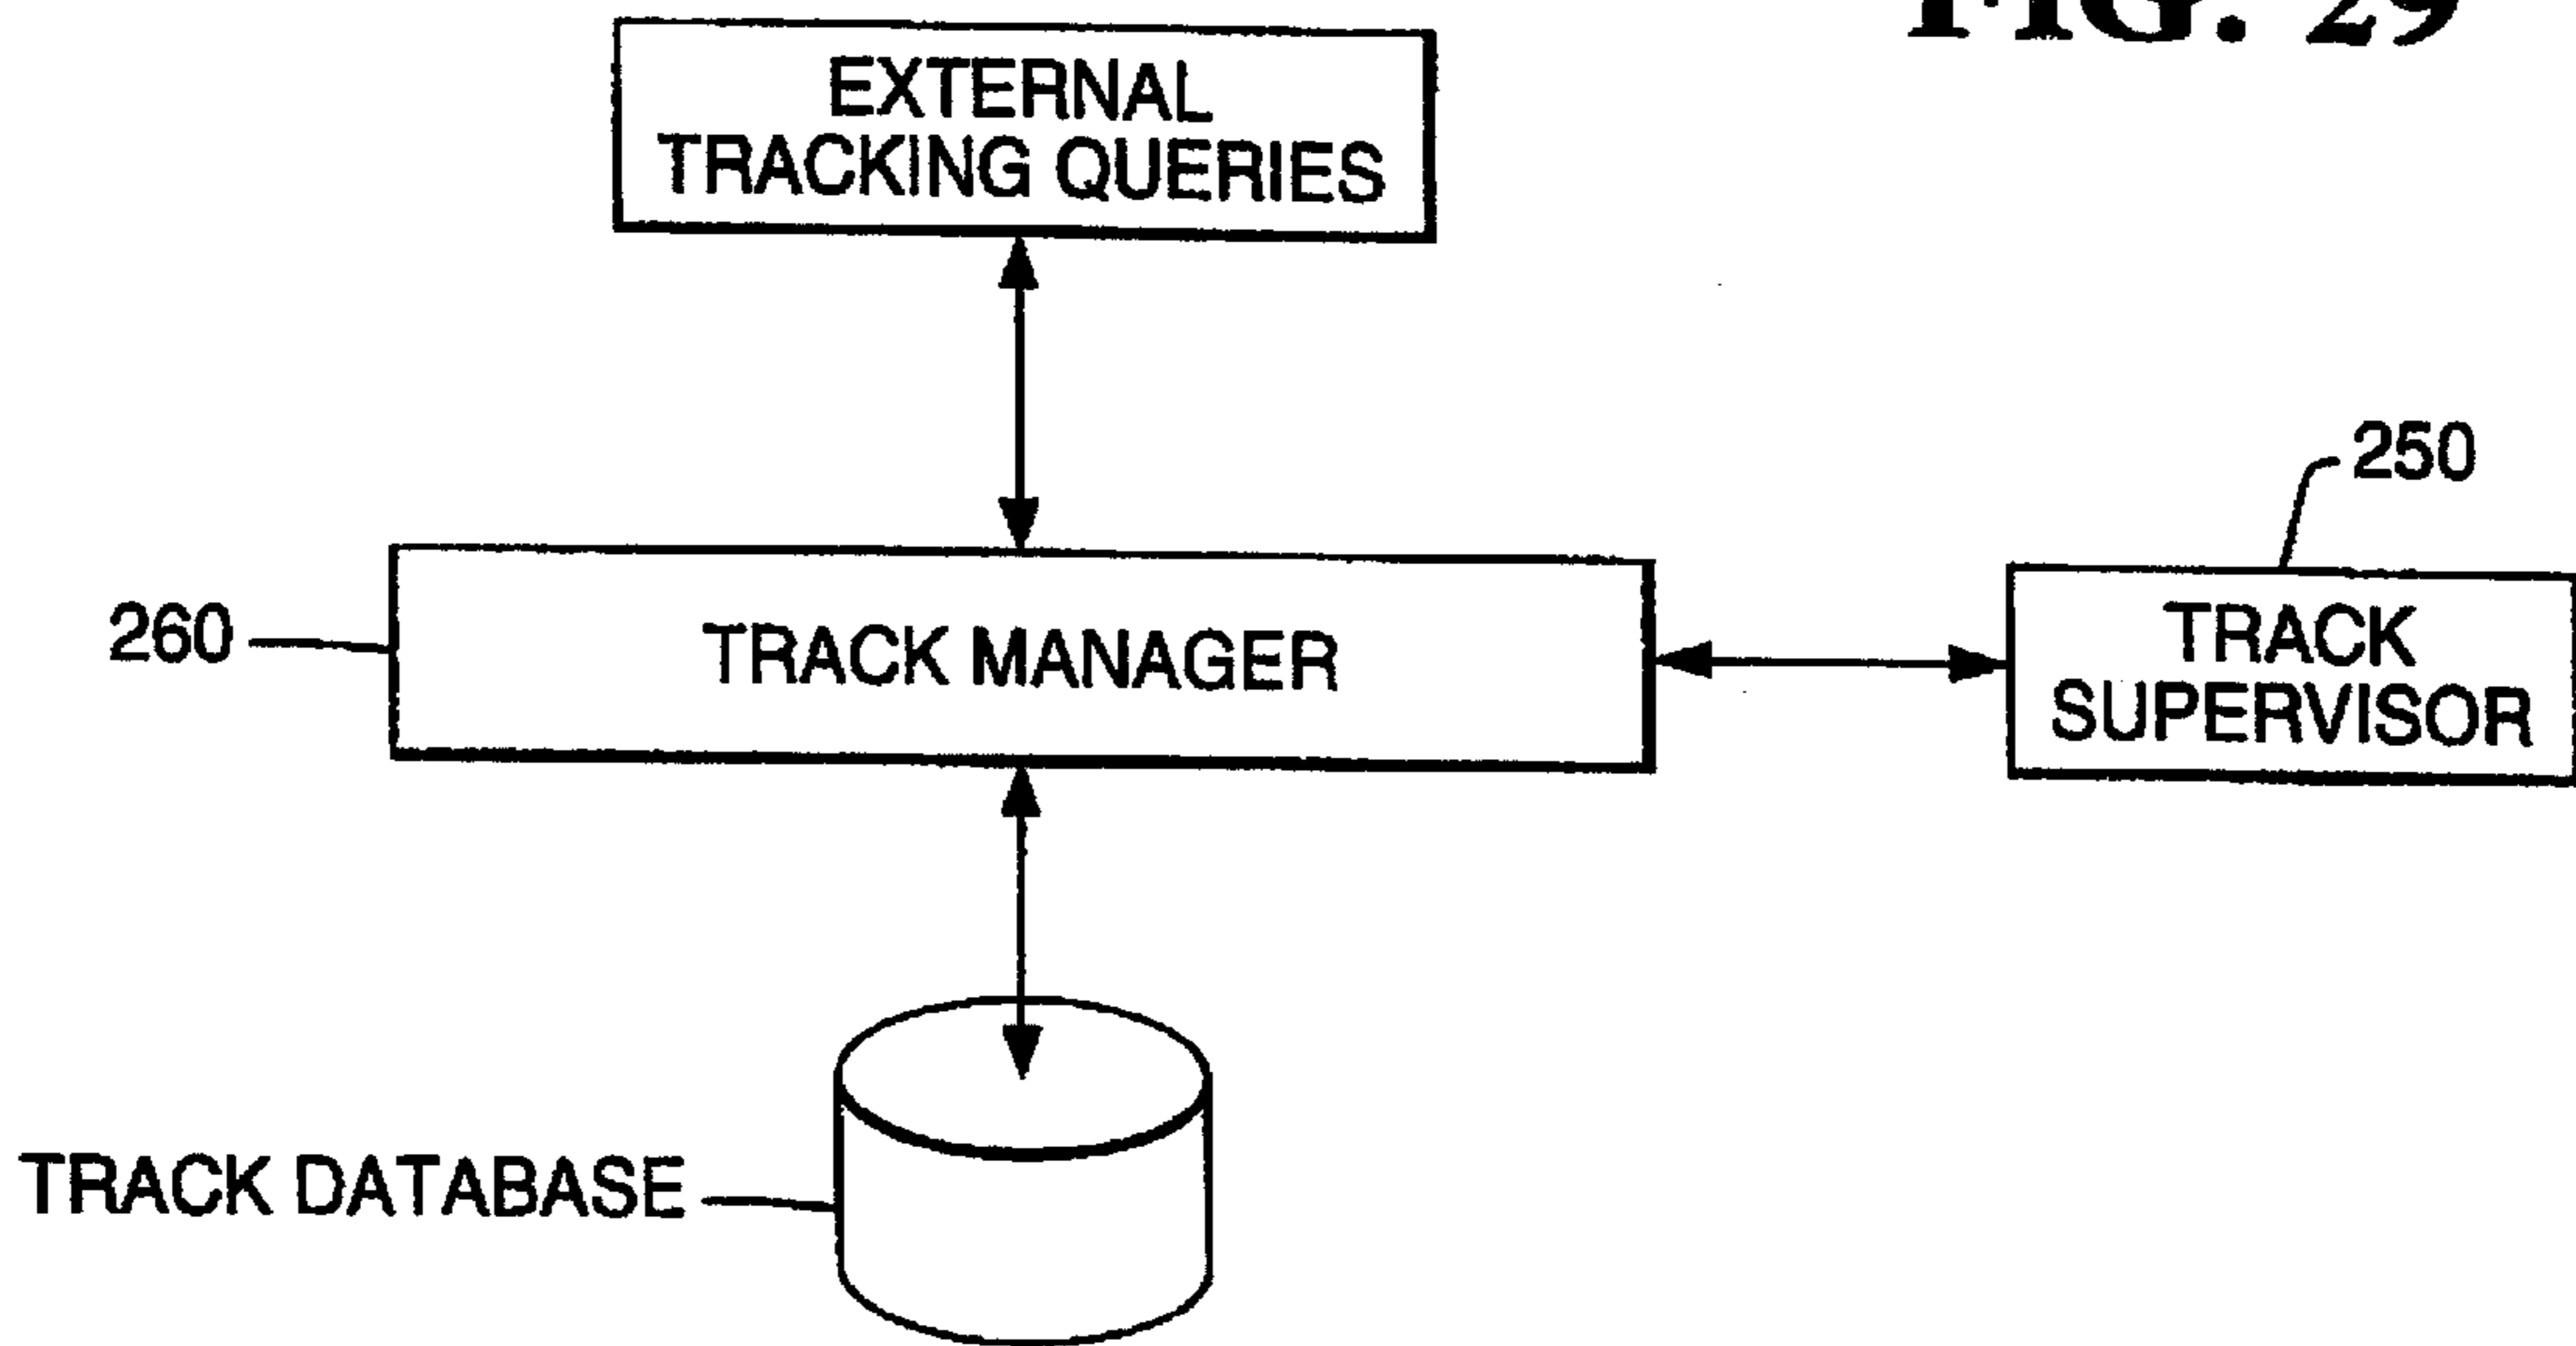 FIG. 29
EXTERNAL
TRACKING QUERIES
250
260
TRACK MANAGER
TRACK
SUPERVISOR
TRACK DATABASE